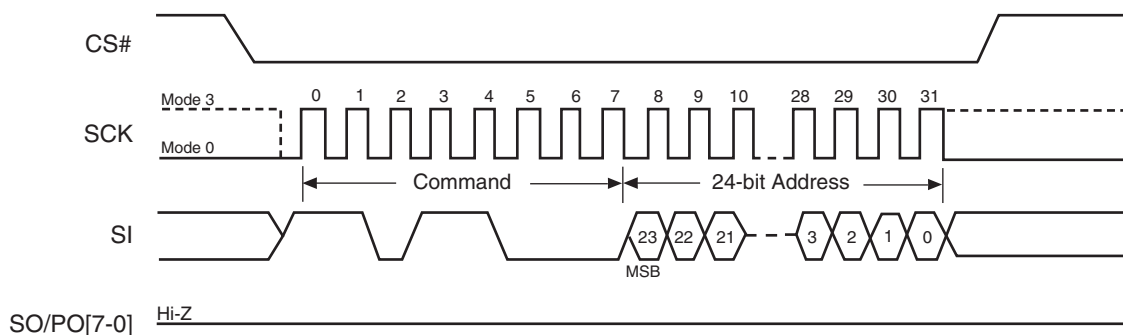 CS#
Mode 3
0 1 2 3 4 5 6 7 8 9 10 28 29 30 31
SCK
Mode 0
Command
24-bit Address
SI
23 22 21 3 2 1 0
MSB
Hi-Z
SO/PO[7-0]